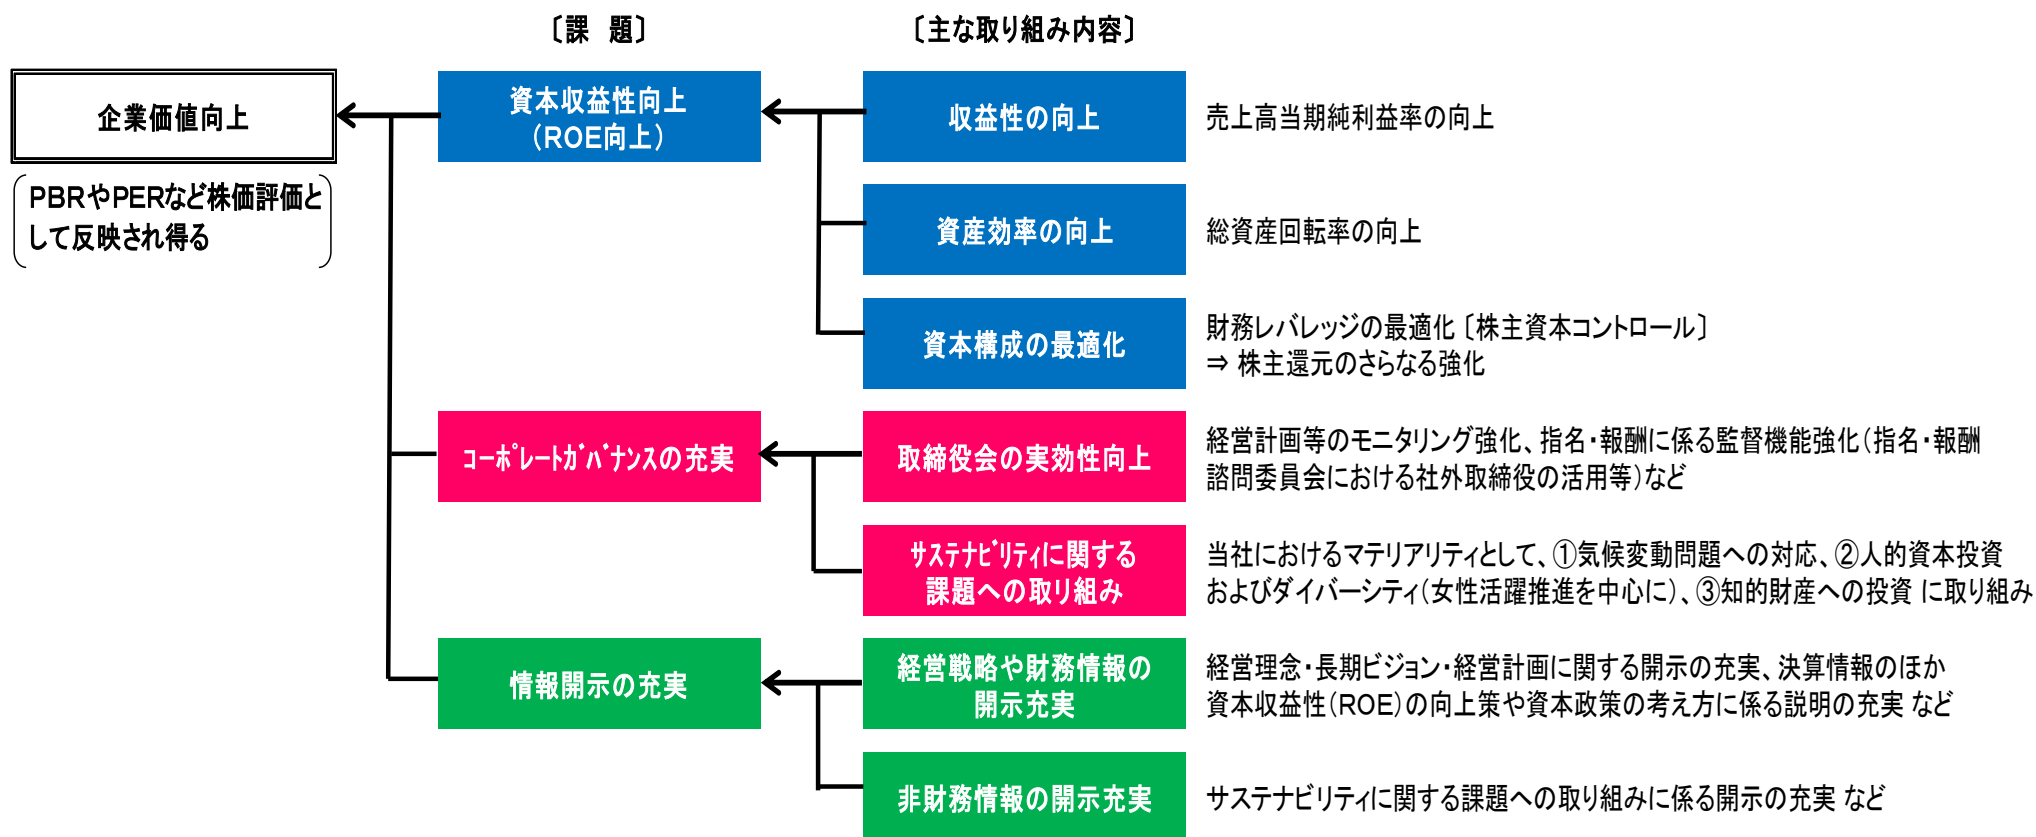 〔課　題〕
〔主な取り組み内容〕
企業価値向上
PBRやPERなど株価評価と
して反映され得る
資本収益性向上
（ROE向上）
収益性の向上
売上高当期純利益率の向上
資産効率の向上
総資産回転率の向上
資本構成の最適化
財務レバレッジの最適化〔株主資本コントロール〕
⇒ 株主還元のさらなる強化
ｺｰﾎﾟﾚｰﾄｶﾞﾊﾞﾅﾝｽの充実
取締役会の実効性向上
経営計画等のモニタリング強化、指名・報酬に係る監督機能強化（指名・報酬
諮問委員会における社外取締役の活用等）など
ｻｽﾃﾅﾋﾞﾘﾃｨに関する
課題への取り組み
当社におけるマテリアリティとして、①気候変動問題への対応、②人的資本投資
およびダイバーシティ（女性活躍推進を中心に）、③知的財産への投資 に取り組み
情報開示の充実
経営戦略や財務情報の
開示充実
経営理念・長期ビジョン・経営計画に関する開示の充実、決算情報のほか
資本収益性（ROE）の向上策や資本政策の考え方に係る説明の充実 など
非財務情報の開示充実
サステナビリティに関する課題への取り組みに係る開示の充実 など